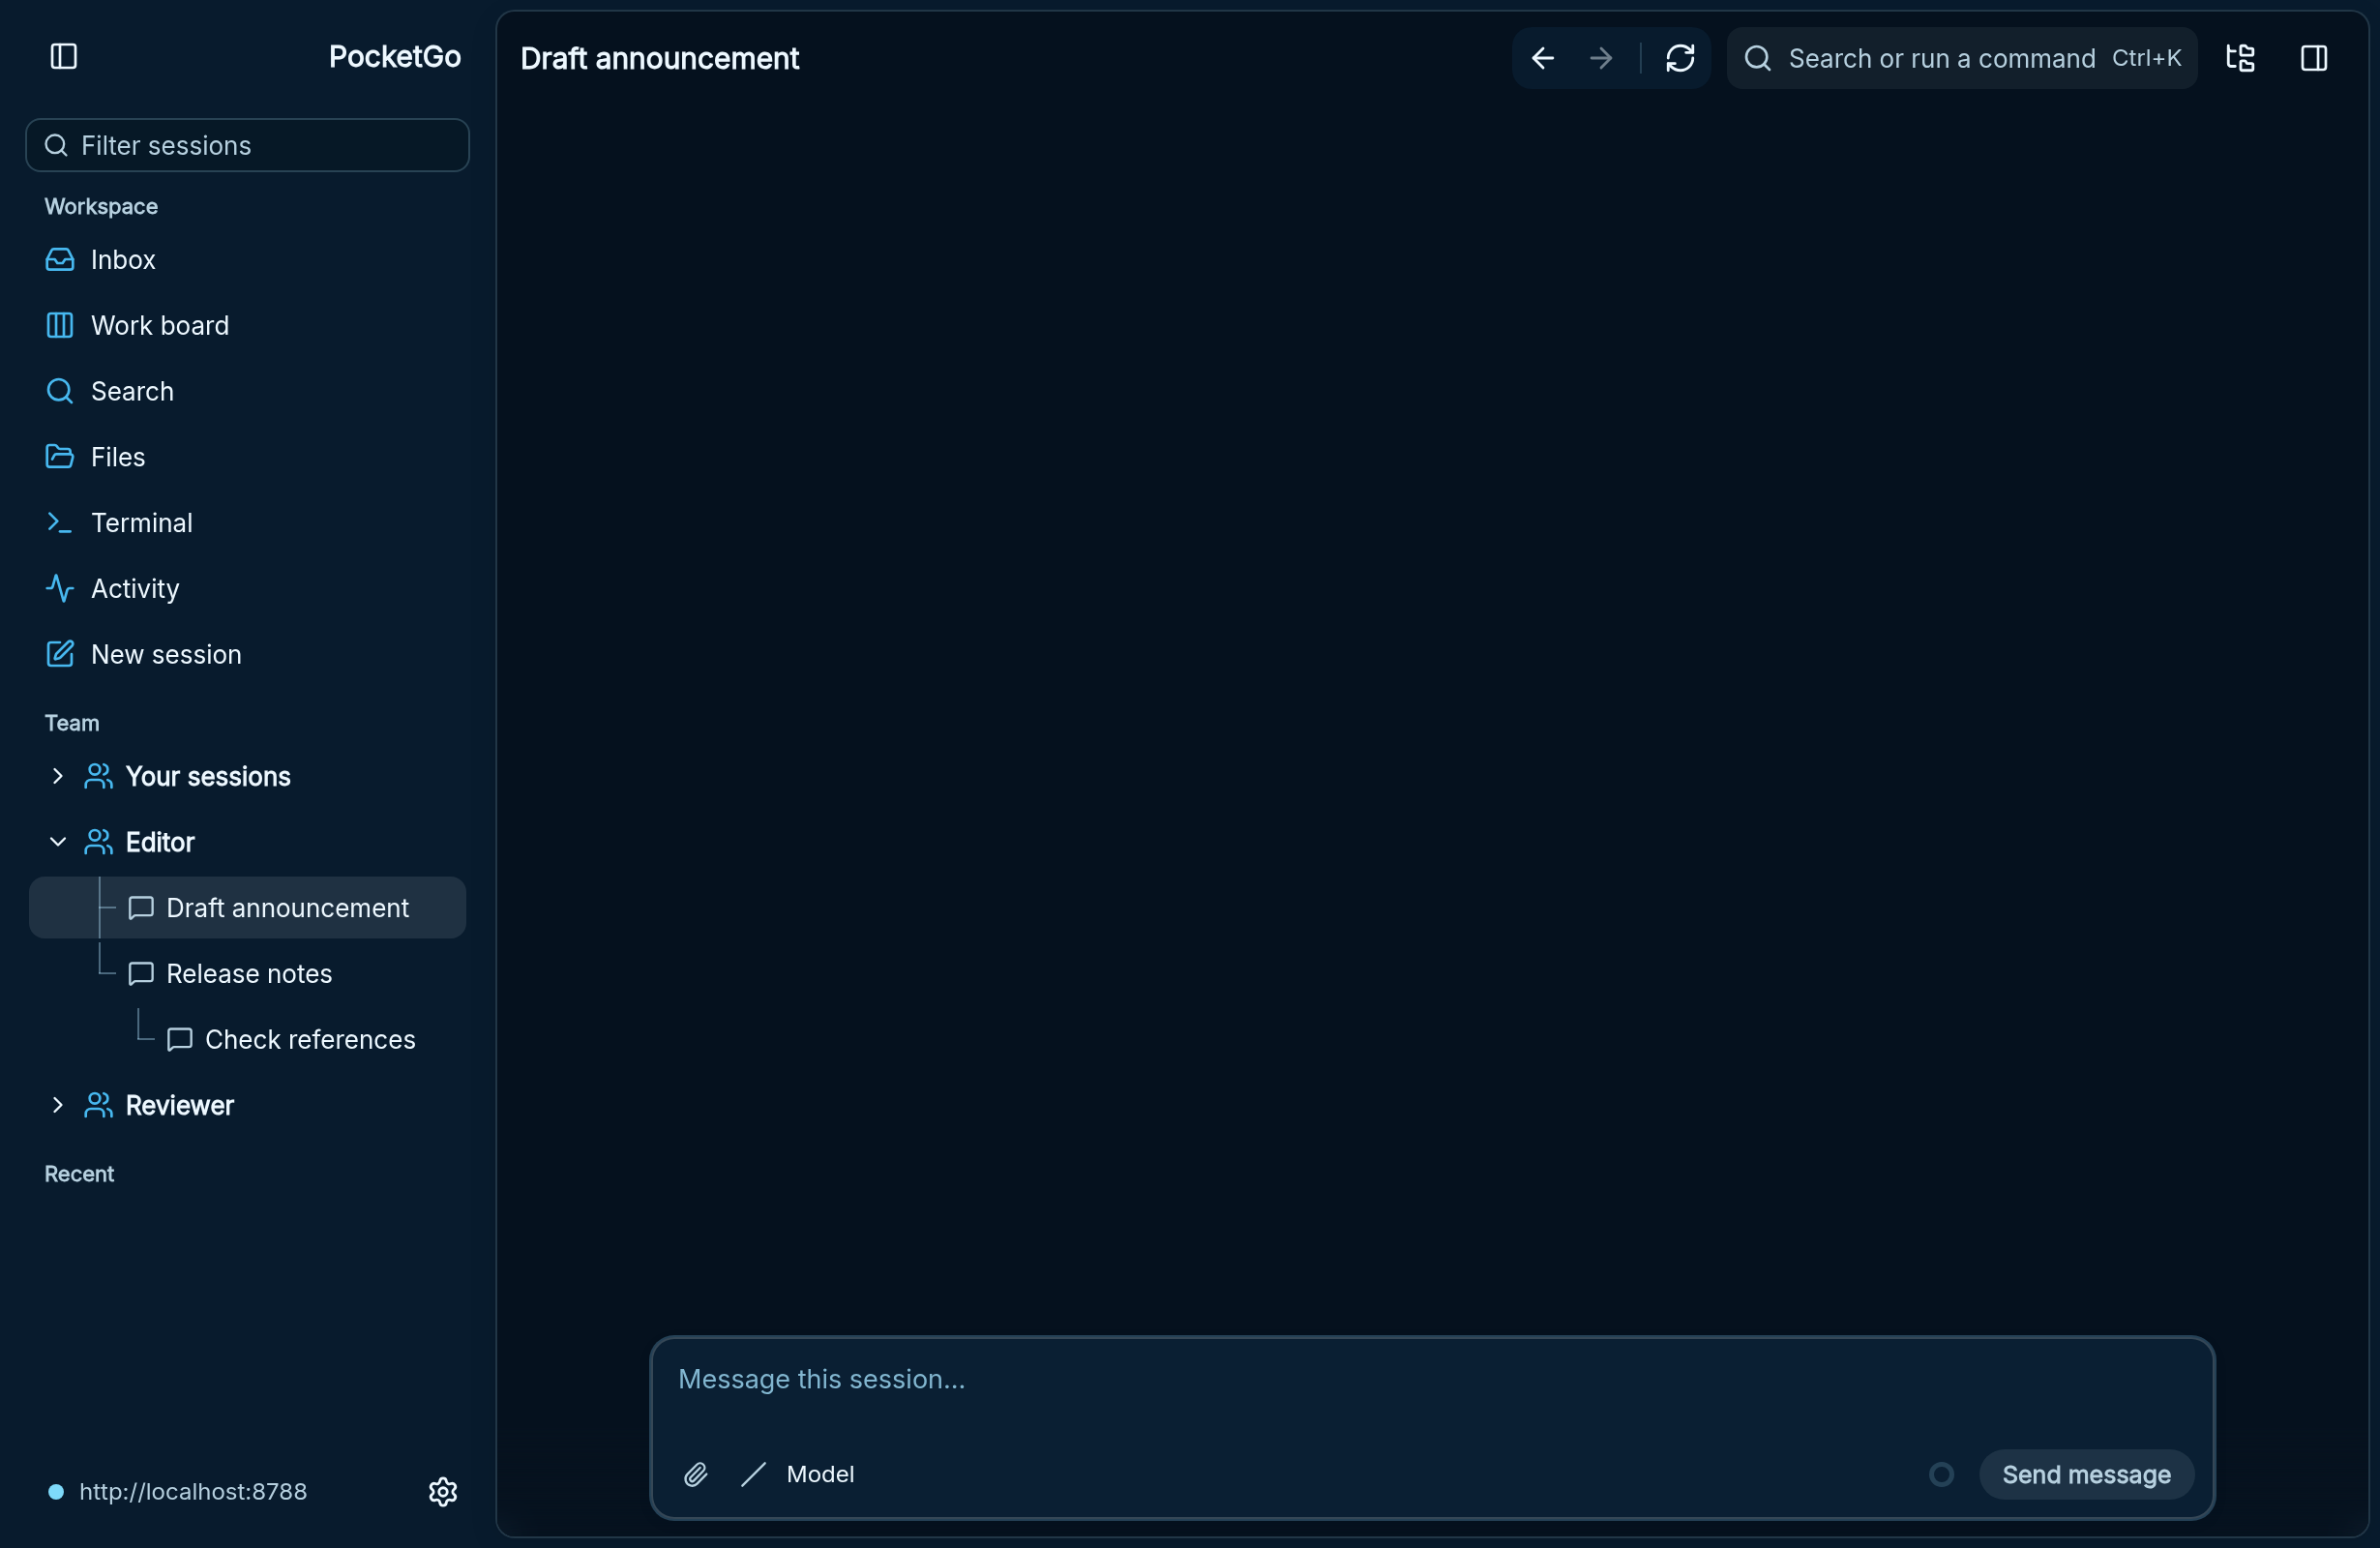 PocketGo
Filter sessions
Workspace
Inbox
Work board
Search
Files
Terminal
Activity
New session
Team
Your sessions
Editor
Draft announcement
Release notes
Check references
Reviewer
Recent
http://localhost:8788
Draft announcement
Search or run a command Ctrl+K
Message this session...
Model
Send message